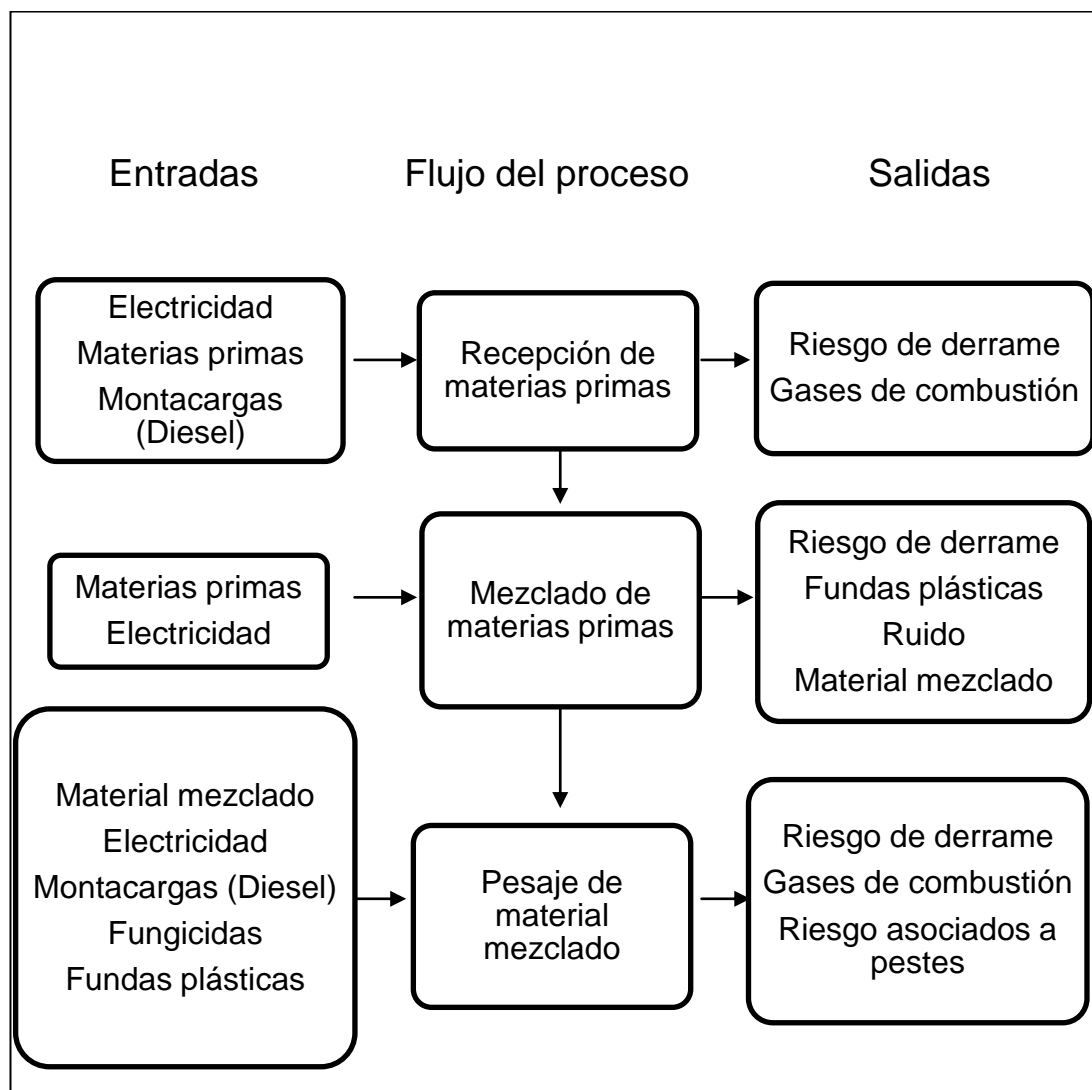 Entradas
Flujo del proceso
Salidas
Electricidad
Materias primas
Montacargas
(Diesel)
Recepción de
materias primas
Riesgo de derrame
Gases de combustión
Materias primas
Electricidad
Mezclado de
materias primas
Riesgo de derrame
Fundas plásticas
Ruido
Material mezclado
Material mezclado
Electricidad
Montacargas (Diesel)
Fungicidas
Fundas plásticas
Pesaje de
material
mezclado
Riesgo de derrame
Gases de combustión
Riesgo asociados a
pestes